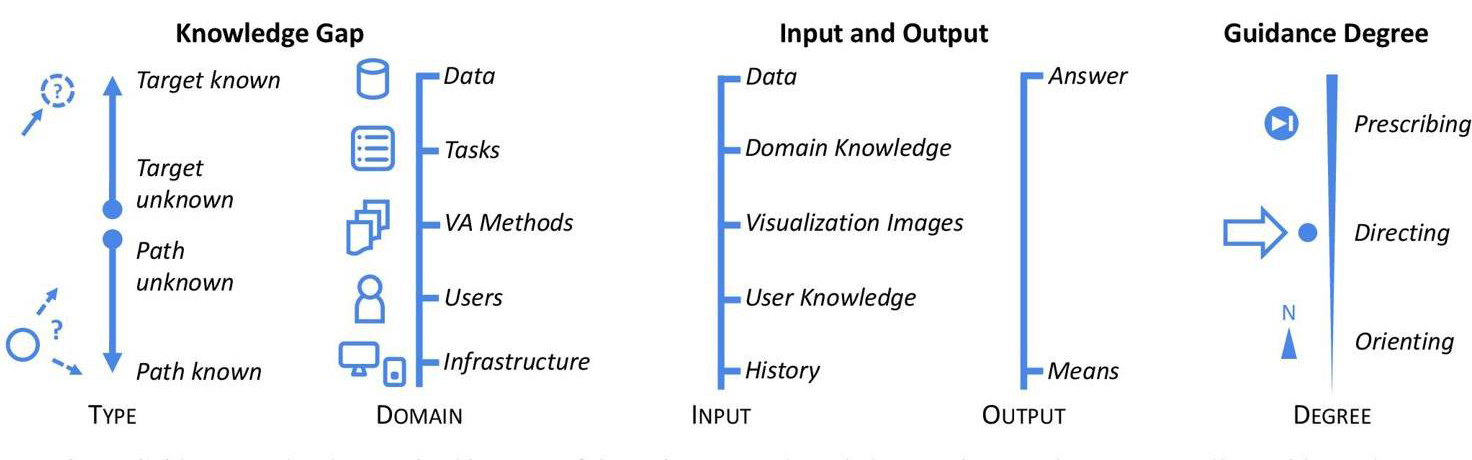 Knowledge Gap
Input and Output
Guidance Degree
?
Target known
Target
unknown
Path
unknown
?
Path known
TYPE
Data
Tasks
VA Methods
Users
Infrastructure
DOMAIN
Data
Domain Knowledge
Visualization Images
User Knowledge
History
INPUT
Answer
Means
OUTPUT
Prescribing
Directing
N
Orienting
DEGREE